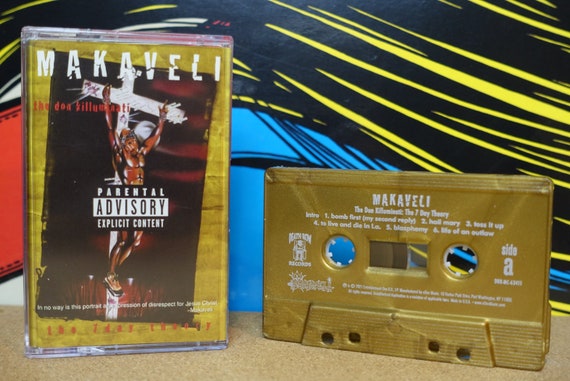 MAKAVELI
the don killuminati
PARENTAL
ADVISORY
EXPLICIT CONTENT
In no way is this portrait an expression of disrespect for Jesus Christ.
-Makaveli
the 7 day theory
MAKAVELI
The Don Killuminati: The 7 Day Theory
Intro 1. bomb first (my second reply) 2. hail mary 3. toss it up
4. to live and die in l.a. 5. blasphemy 6. life of an outlaw
DEATH ROW
RECORDS
side
a